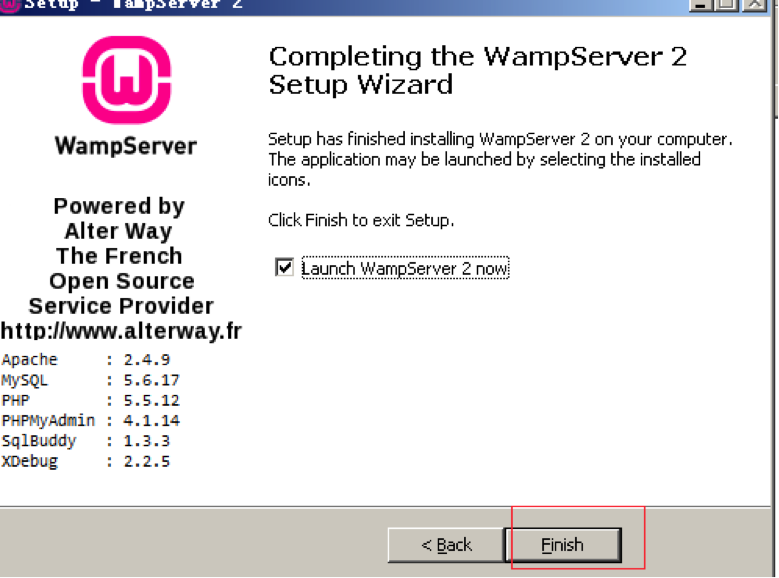 Setup - WampServer 2
WampServer
Powered by
Alter Way
The French
Open Source
Service Provider
http://www.alterway.fr
Apache : 2.4.9
MySQL : 5.6.17
PHP : 5.5.12
PHPMyAdmin : 4.1.14
SqlBuddy : 1.3.3
XDebug : 2.2.5
Completing the WampServer 2
Setup Wizard
Setup has finished installing WampServer 2 on your computer.
The application may be launched by selecting the installed
icons.
Click Finish to exit Setup.
Launch WampServer 2 now
< Back
Finish